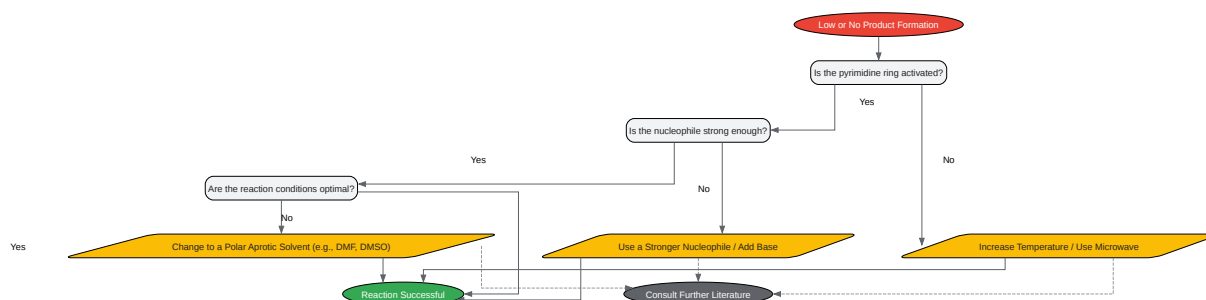 Low or No Product Formation
Is the pyrimidine ring activated?
Yes
Is the nucleophile strong enough?
Yes
No
Are the reaction conditions optimal?
No
No
Yes
Change to a Polar Aprotic Solvent (e.g., DMF, DMSO)
Use a Stronger Nucleophile / Add Base
Increase Temperature / Use Microwave
Reaction Successful
Consult Further Literature